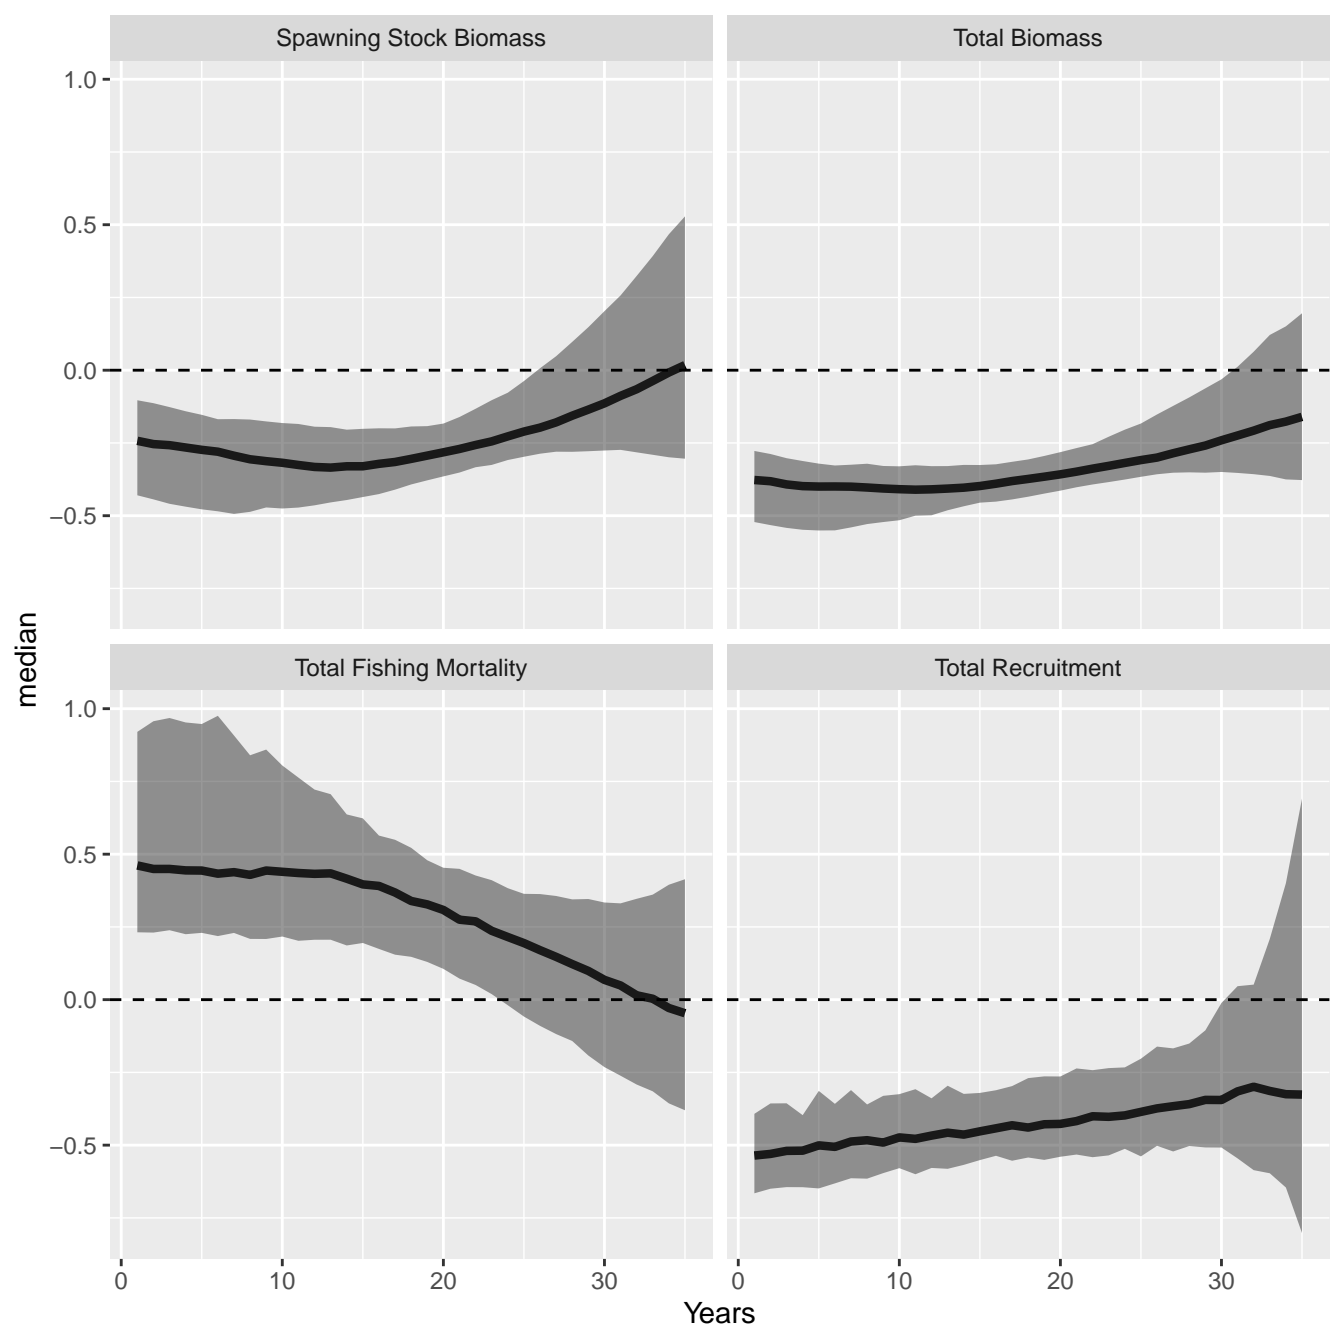 Spawning Stock Biomass
Total Biomass
1.0
0.5
0.0
−0.5
median
Total Fishing Mortality
Total Recruitment
1.0
0.5
0.0
−0.5
0 10 20 30
0 10 20 30
Years